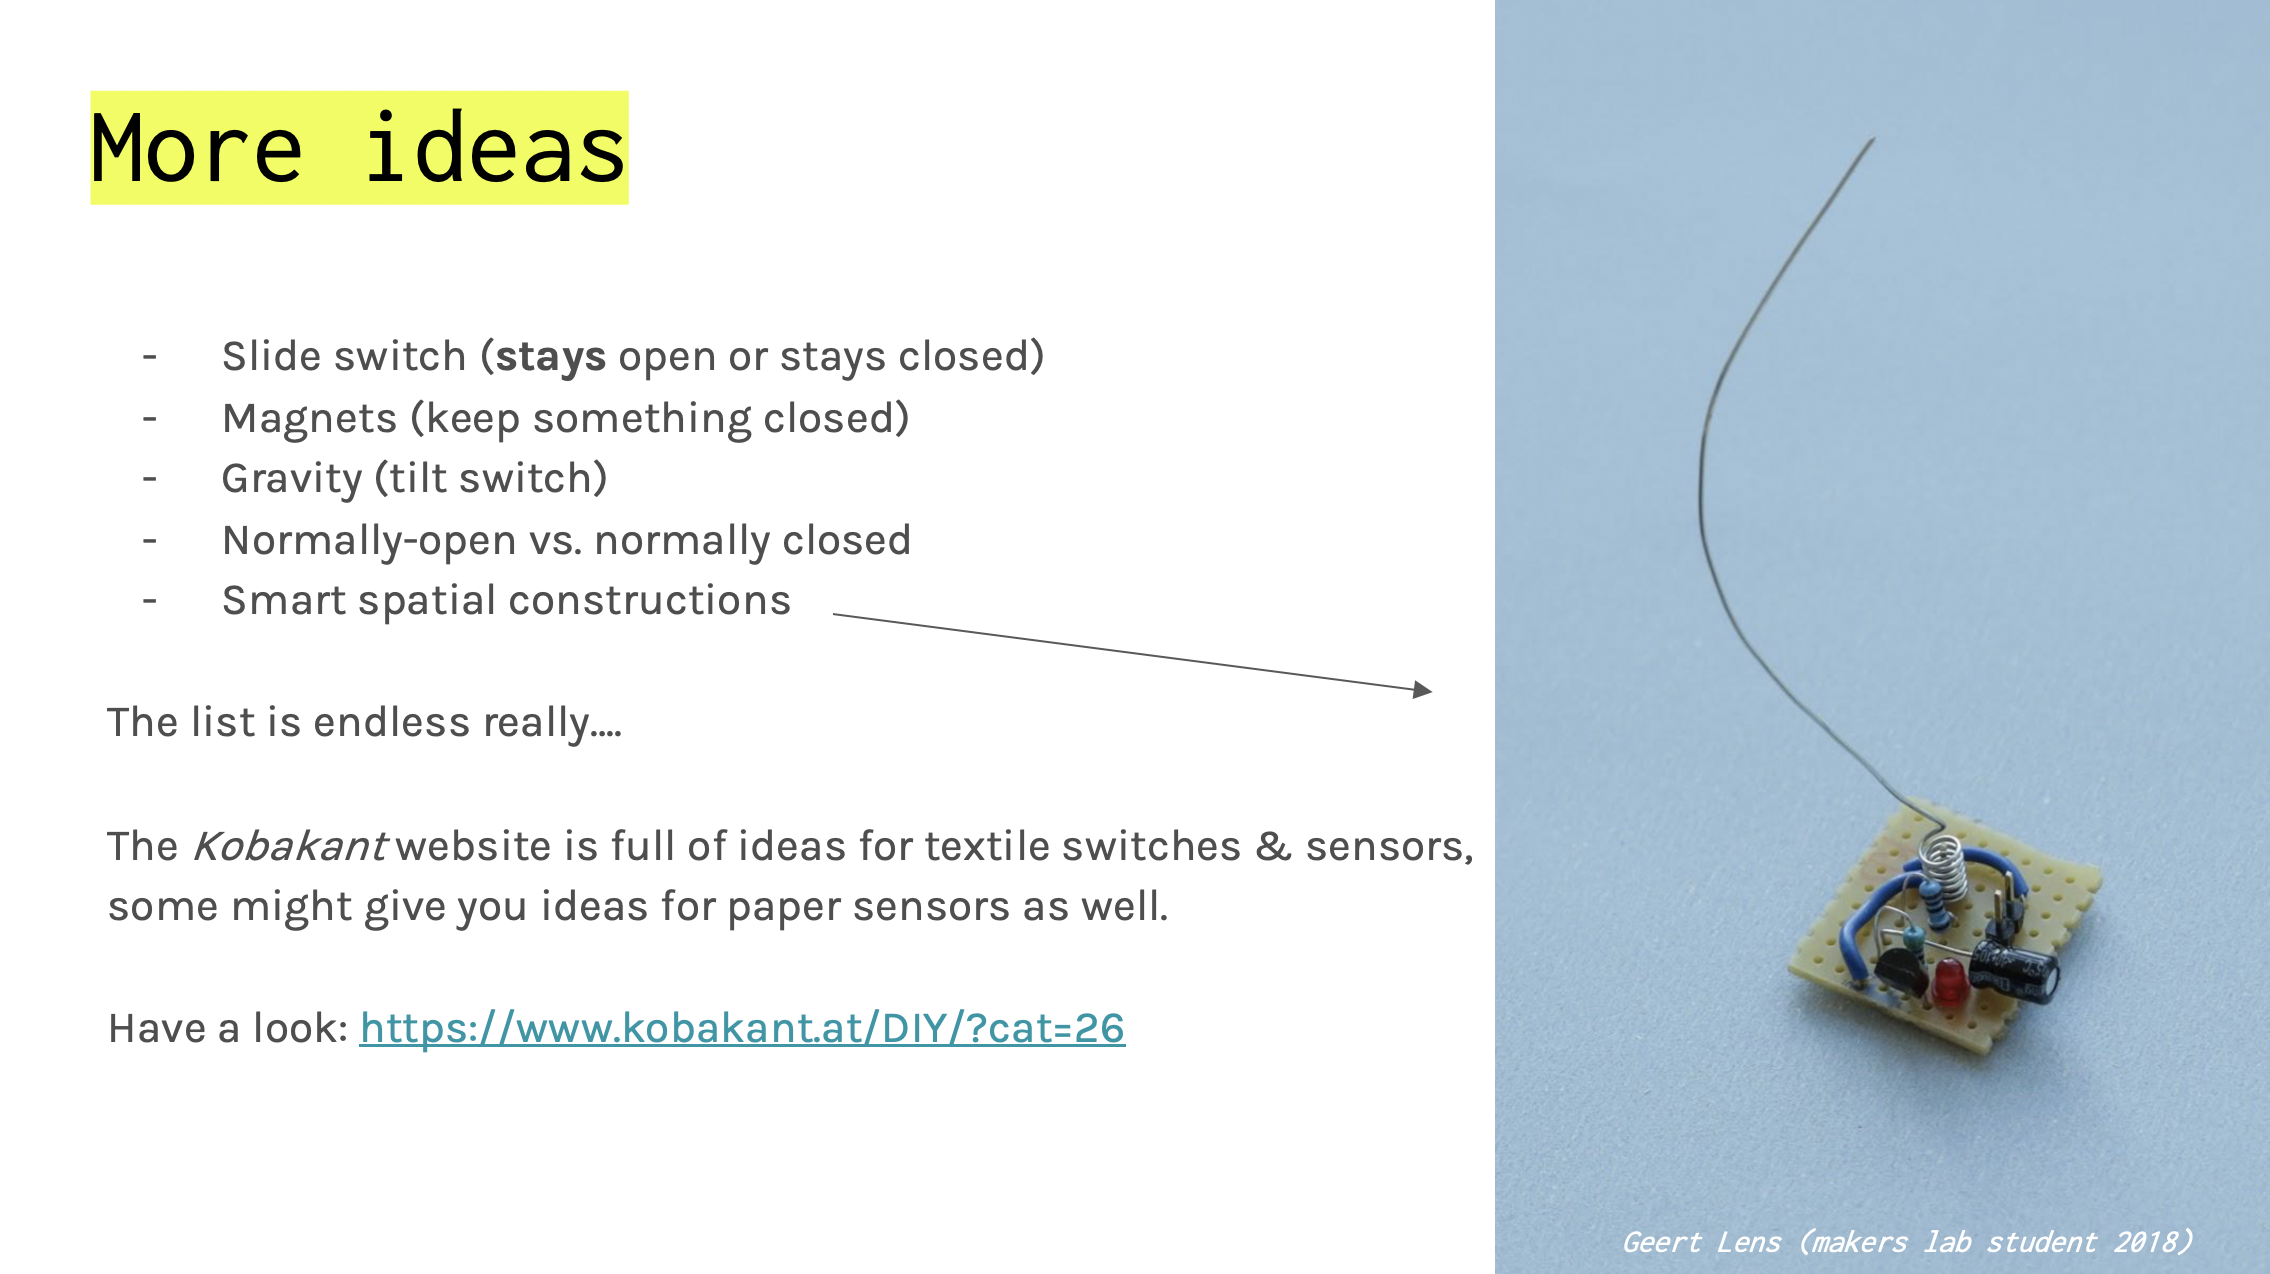 More ideas
- Slide switch (stays open or stays closed)
- Magnets (keep something closed)
- Gravity (tilt switch)
- Normally-open vs. normally closed
- Smart spatial constructions
The list is endless really....
The Kobakant website is full of ideas for textile switches & sensors,
some might give you ideas for paper sensors as well.
Have a look: https://www.kobakant.at/DIY/?cat=26
Geert Lens (makers lab student 2018)